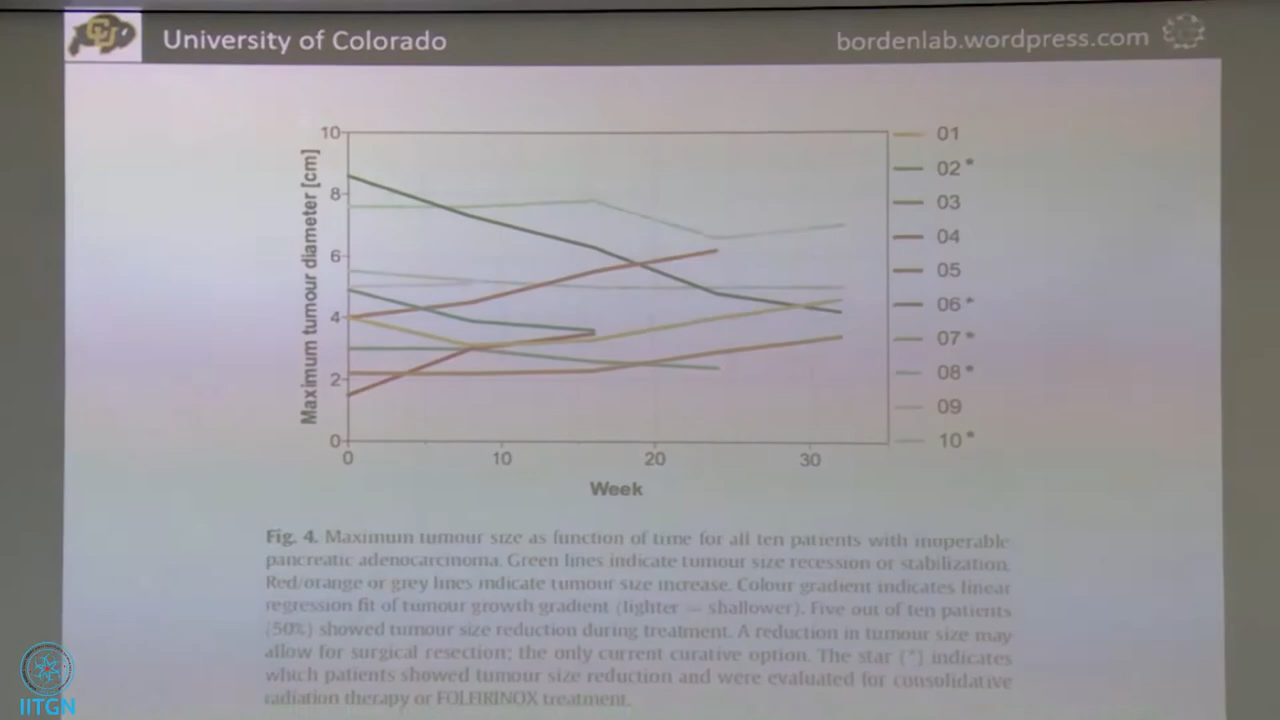 CU
University of Colorado
bordenlab.wordpress.com
Maximum tumour diameter [cm]
10
8
6
4
2
0
0 10 20 30
Week
01
02*
03
04
05
06*
07*
08*
09
10*
Fig. 4. Maximum tumour size as function of time for all ten patients with inoperable
pancreatic adenocarcinoma. Green lines indicate tumour size recession or stabilization.
Red/orange or grey lines indicate tumour size increase. Colour gradient indicates linear
regression fit of tumour growth gradient (lighter = shallower). Five out of ten patients
(50%) showed tumour size reduction during treatment. A reduction in tumour size may
allow for surgical resection; the only current curative option. The star (*) indicates
which patients showed tumour size reduction and were evaluated for consolidative
radiation therapy or FOLFIRINOX treatment.
IITGN